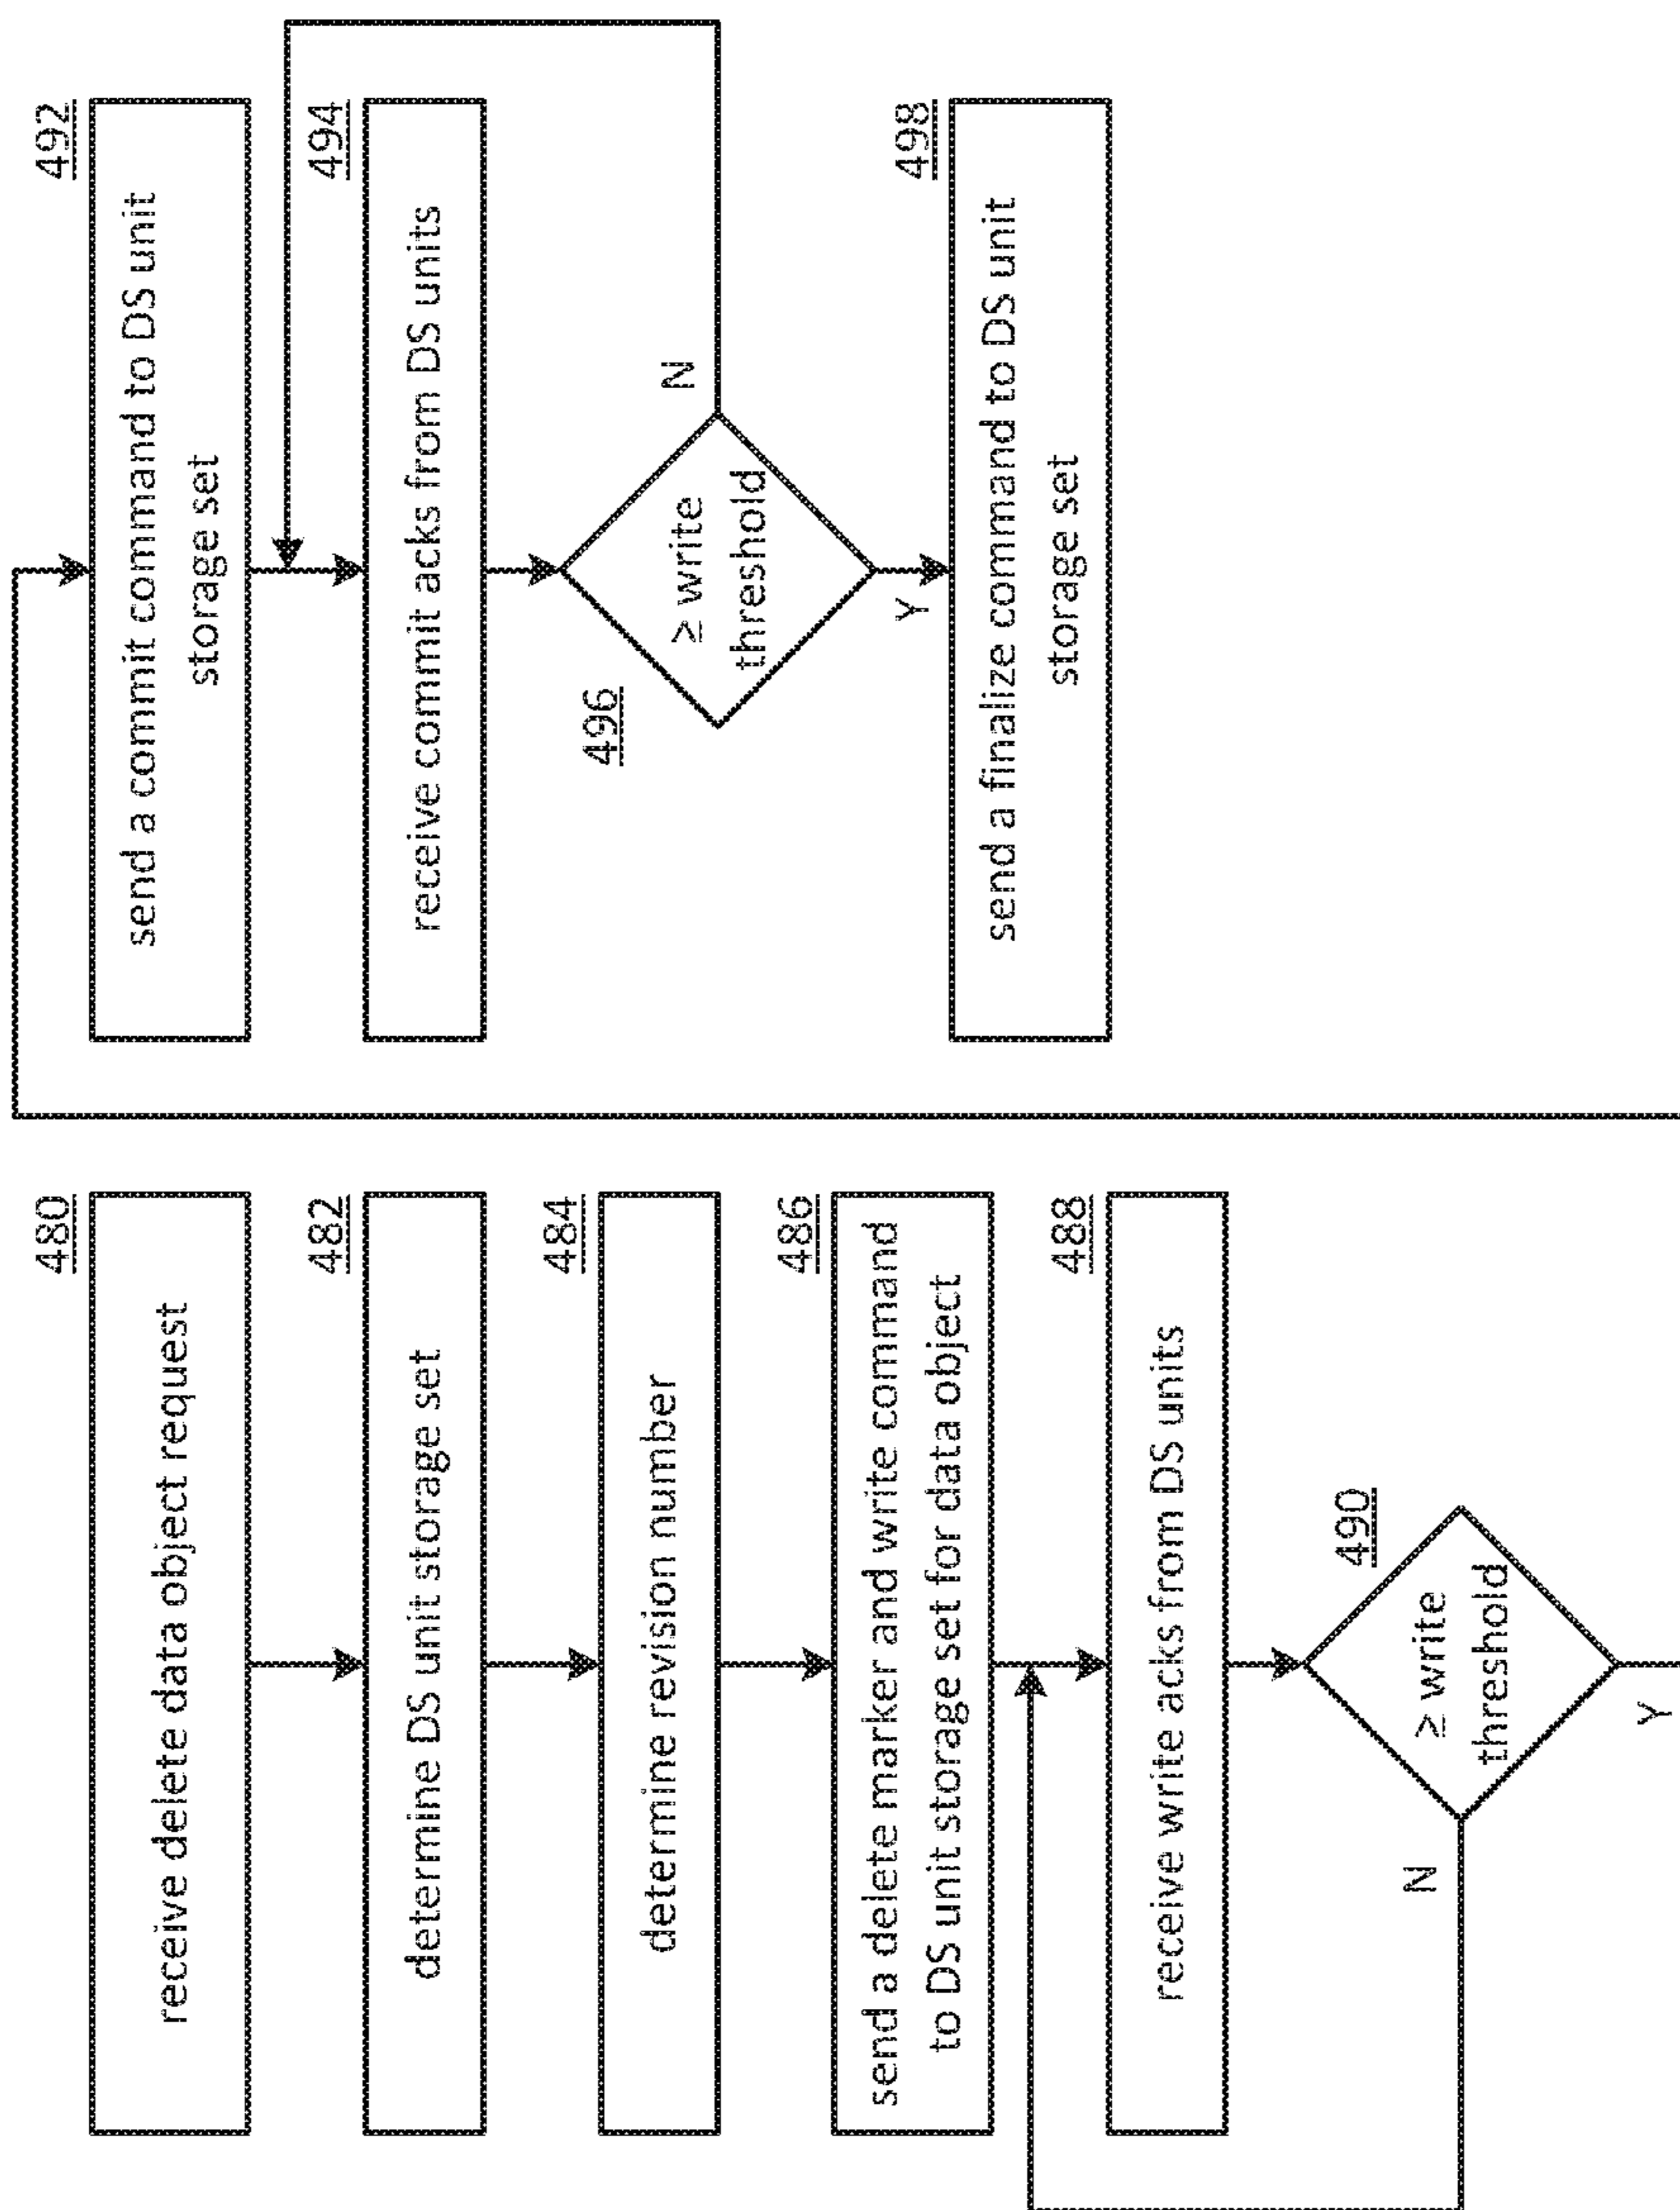 480
receive delete data object request
482
determine DS unit storage set
484
determine revision number
486
send a delete marker and write command
to DS unit storage set for data object
488
receive write acks from DS units
490
≥ write
threshold
N
Y
492
send a commit command to DS unit
storage set
494
receive commit acks from DS units
496
≥ write
threshold
N
Y
498
send a finalize command to DS unit
storage set